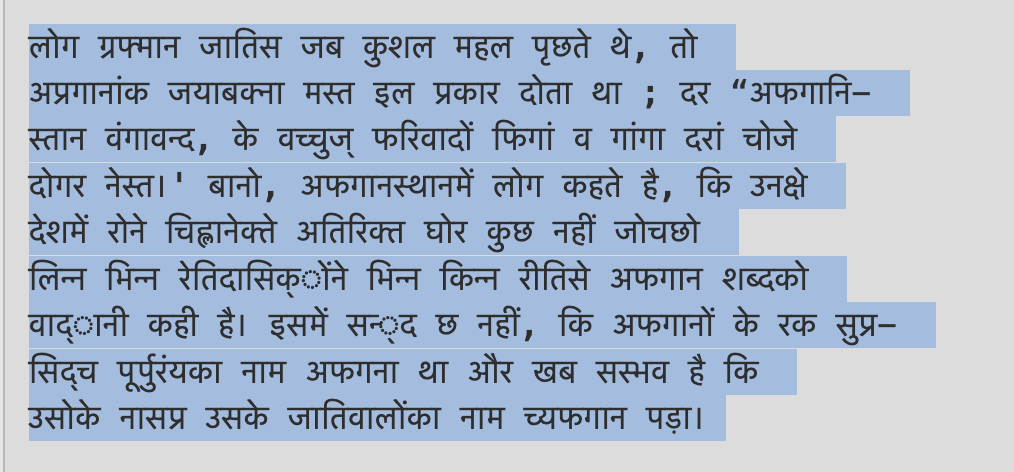 लोग ग्रफ्मान जातिस जब कुशल महल पृछते थे, तो
अप्रगानांक जयाबक्ना मस्त इल प्रकार दोता था ; दर “अफगानि–
स्तान वंगावन्द, के वच्चुज् फरिवादों फिगां व गांगा दरां चोजे
दोगर नेस्त।' बानो, अफगानस्थानमें लोग कहते है, कि उनक्षे
देशमें रोने चिह्लानेक्ते अतिरिक्त घोर कुछ नहीं जोचछो
लिन्न भिन्न रेतिदासिक्ोंने भिन्न किन्न रीतिसे अफगान शब्दको
वाद्ानी कही है। इसमें सन्द छ नहीं, कि अफगानों के रक सुप्र–
सिद्च पूर्पुरंयका नाम अफगना था और खब सस्भव है कि
उसोके नासप्र उसके जातिवालोंका नाम च्यफगान पड़ा।